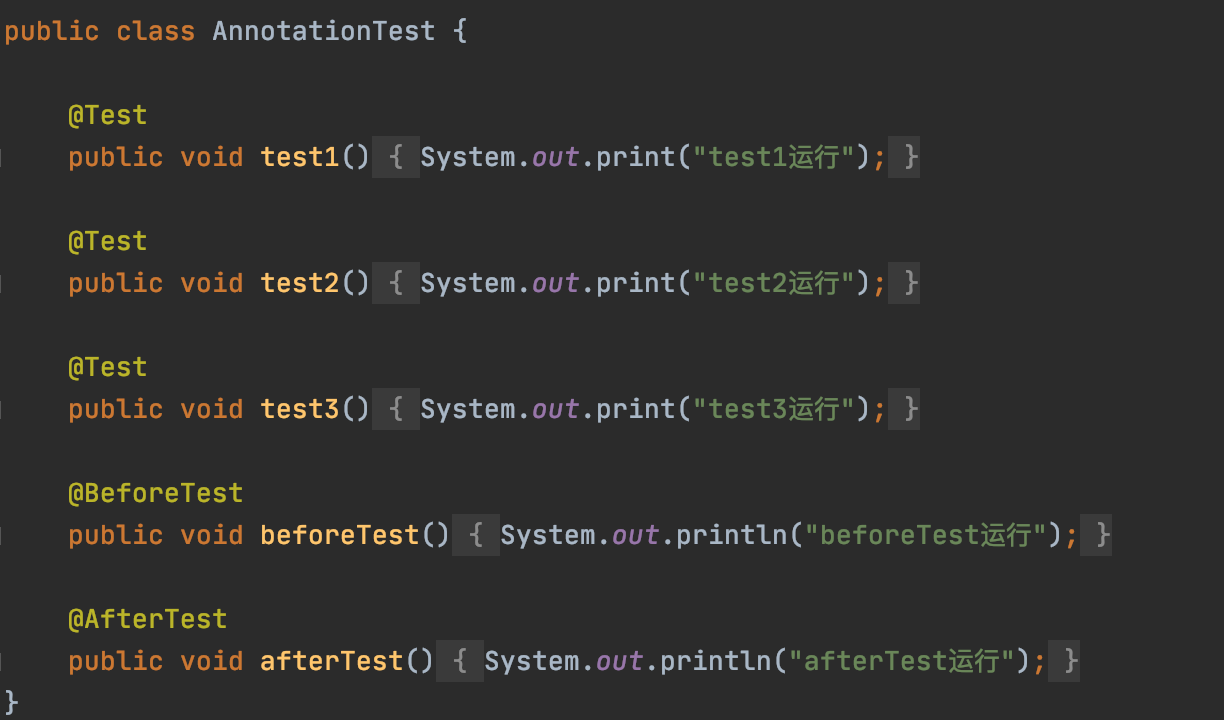 public class AnnotationTest {
@Test
public void test1() { System.out.print("test1运行"); }
@Test
public void test2() { System.out.print("test2运行"); }
@Test
public void test3() { System.out.print("test3运行"); }
@BeforeTest
public void beforeTest() { System.out.println("beforeTest运行"); }
@AfterTest
public void afterTest() { System.out.println("afterTest运行"); }
}